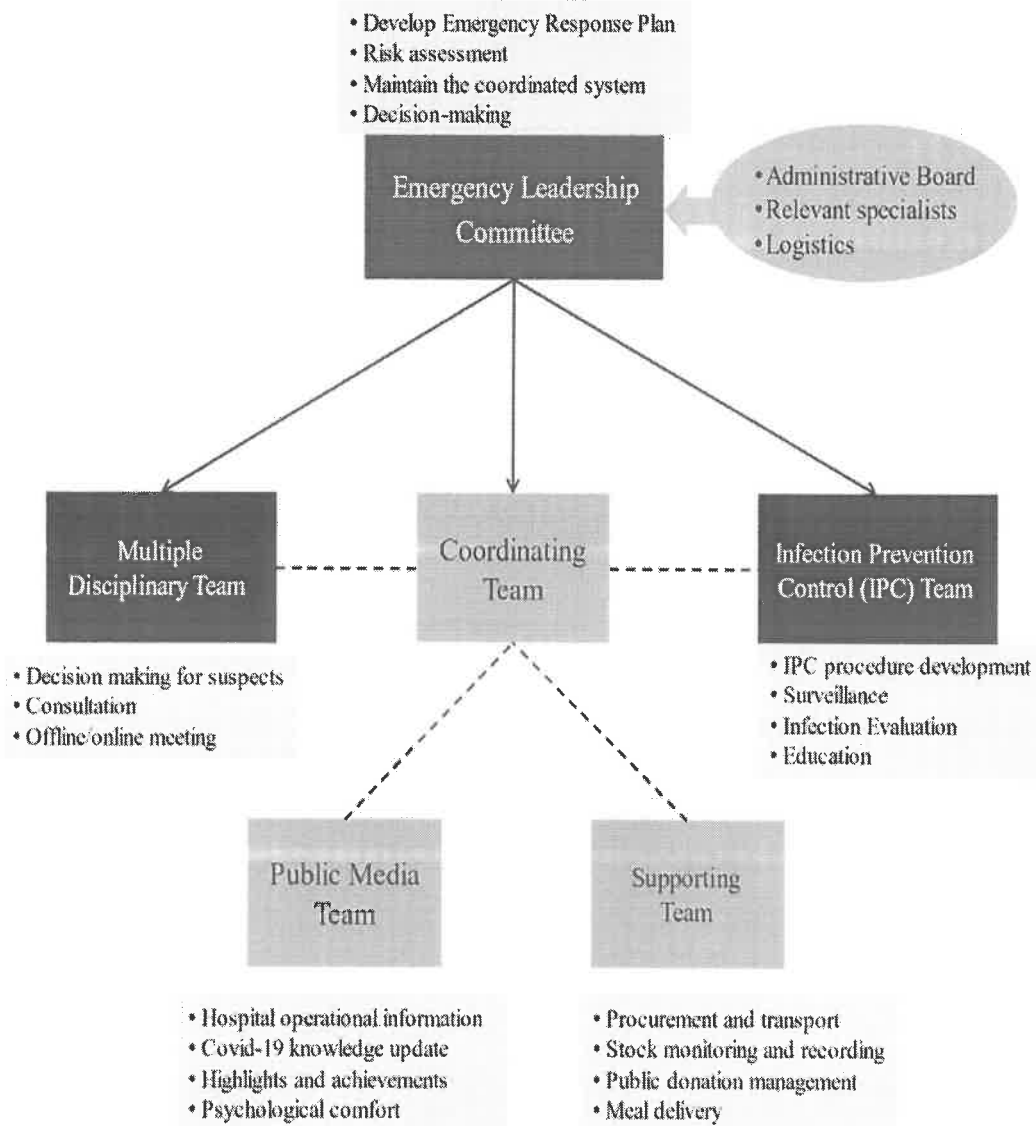 • Develop Emergency Response Plan
• Risk assessment
• Maintain the coordinated system
• Decision-making
Emergency Leadership
Committee
• Administrative Board
• Relevant specialists
• Logistics
Multiple
Disciplinary Team
Coordinating
Team
Infection Prevention
Control (IPC) Team
• Decision making for suspects
• Consultation
• Offline/online meeting
• IPC procedure development
• Surveillance
• Infection Evaluation
• Education
Public Media
Team
Supporting
Team
• Hospital operational information
• Covid-19 knowledge update
• Highlights and achievements
• Psychological comfort
• Procurement and transport
• Stock monitoring and recording
• Public donation management
• Meal delivery